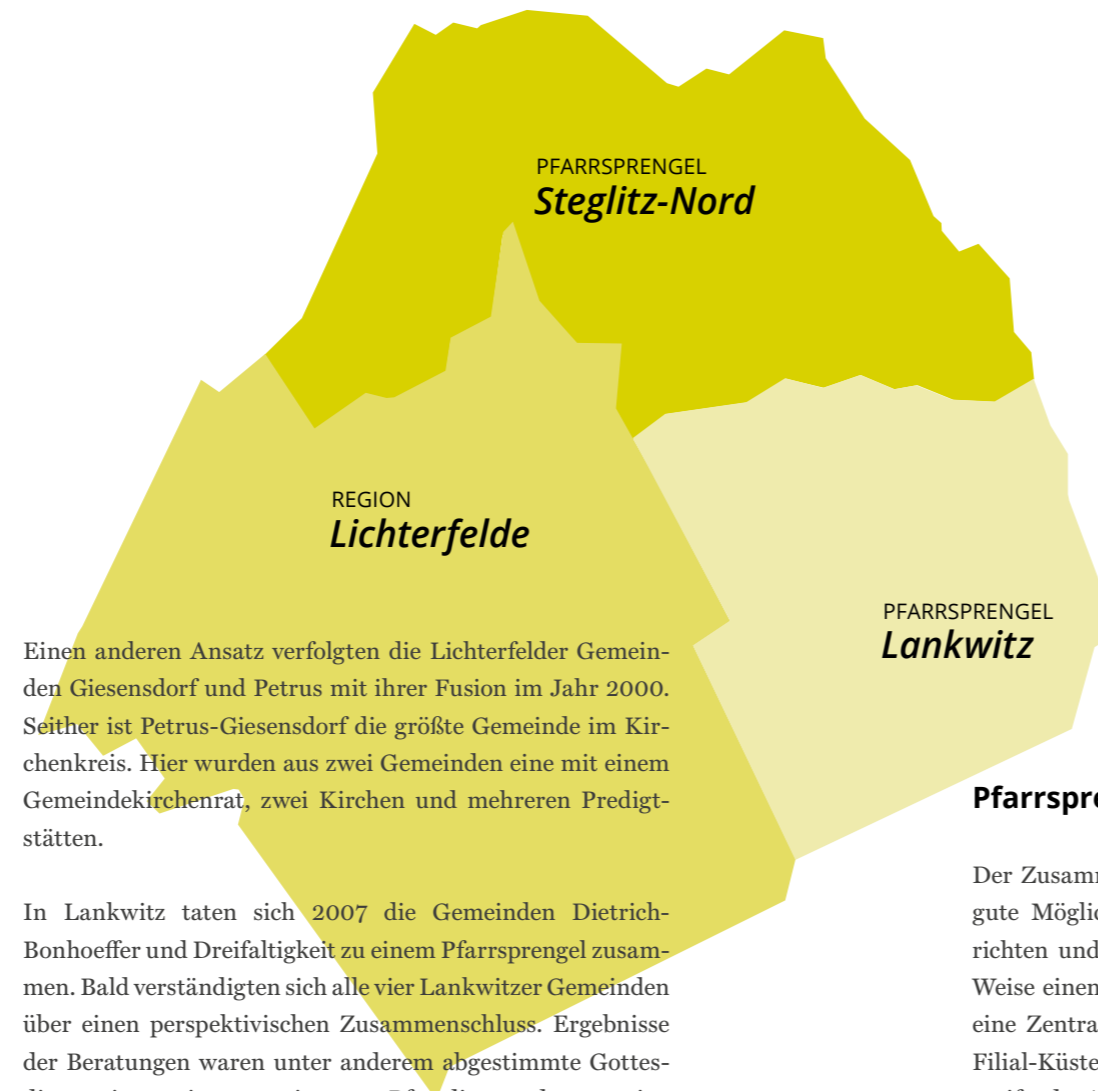 PFARRSPRENGEL
Steglitz-Nord
REGION
Lichterfelde
PFARRSPRENGEL
Lankwitz
Einen anderen Ansatz verfolgten die Lichterfelder Gemein-
den Giesensdorf und Petrus mit ihrer Fusion im Jahr 2000.
Seither ist Petrus-Giesensdorf die größte Gemeinde im Kir-
chenkreis. Hier wurden aus zwei Gemeinden eine mit einem
Gemeindekirchenrat, zwei Kirchen und mehreren Predigt-
stätten.
In Lankwitz taten sich 2007 die Gemeinden Dietrich-
Bonhoeffer und Dreifaltigkeit zu einem Pfarrsprengel zusam-
men. Bald verständigten sich alle vier Lankwitzer Gemeinden
über einen perspektivischen Zusammenschluss. Ergebnisse
der Beratungen waren unter anderem abgestimmte Gottes-
Pfarrspre
Der Zusamm
gute Möglic
richten und
Weise einen
eine Zentra
Filial-Küste